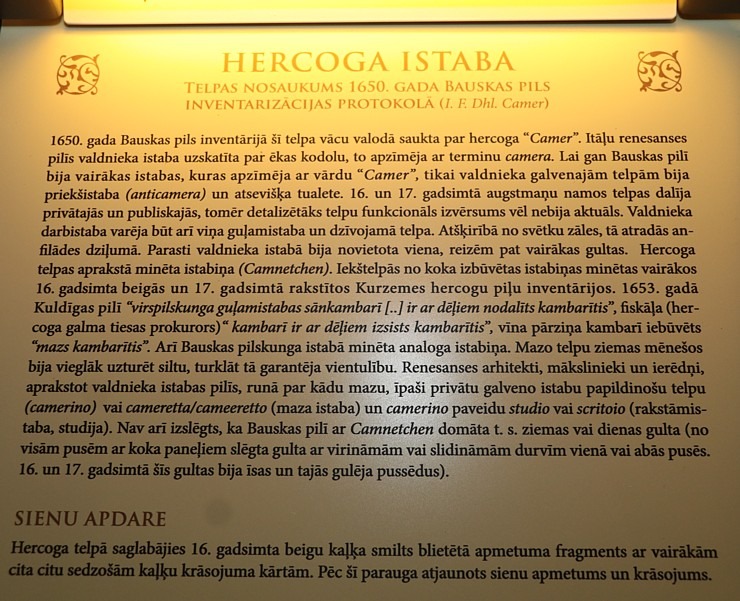 HERCOGA ISTABA
TELPAS NOSAUKUMS 1650. GADA BAUSKAS PILS
INVENTARIZĀCIJAS PROTOKOLĀ (I. F. Dhl. Camer)
1650. gada Bauskas pils inventārijā šī telpa vācu valodā saukta par hercoga “Camer”. Itāļu renesanses
pilīs valdnieka istaba uzskatīta par ēkas kodolu, to apzīmēja ar terminu camera. Lai gan Bauskas pilī
bija vairākas istabas, kuras apzīmēja ar vārdu “Camer”, tikai valdnieka galvenajām telpām bija
priekšistaba (anticamera) un atsevišķa tualete. 16. un 17. gadsimtā augstmaņu namos telpas dalīja
privātajās un publiskajās, tomēr detalizētāks telpu funkcionāls izvērsums vēl nebija aktuāls. Valdnieka
darbistaba varēja būt arī viņa guļamistaba un dzīvojamā telpa. Atšķirībā no svētku zāles, tā atradās an-
filādes dziļumā. Parasti valdnieka istabā bija novietota viena, reizēm pat vairākas gultas. Hercoga
telpas aprakstā minēta istabiņa (Camnetchen). Iekštelpās no koka izbūvētas istabiņas minētas vairākos
16. gadsimta beigās un 17. gadsimtā rakstītos Kurzemes hercogu piļu inventārijos. 1653. gadā
Kuldīgas pilī “virspilskunga guļamistabas sānkambarī [..] ir ar dēļiem nodalīts kambarītis”, fiskāļa (her-
coga galma tiesas prokurors) “ kambarī ir ar dēļiem izsists kambarītis”, vīna pārziņa kambarī iebūvēts
“mazs kambarītis”. Arī Bauskas pilskunga istabā minēta analoga istabiņa. Mazo telpu ziemas mēnešos
bija vieglāk uzturēt siltu, turklāt tā garantēja vientulību. Renesanses arhitekti, mākslinieki un ierēdņi,
aprakstot valdnieka istabas pilīs, runā par kādu mazu, īpaši privātu galveno istabu papildinošu telpu
(camerino) vai cameretta/cameeretto (maza istaba) un camerino paveidu studio vai scritoio (rakstāmis-
taba, studija). Nav arī izslēgts, ka Bauskas pilī ar Camnetchen domāta t. s. ziemas vai dienas gulta (no
visām pusēm ar koka paneļiem slēgta gulta ar virināmām vai slidināmām durvīm vienā vai abās pusēs.
16. un 17. gadsimtā šīs gultas bija īsas un tajās gulēja pussēdus).
SIENU APDARE
Hercoga telpā saglabājies 16. gadsimta beigu kaļķa smilts blietētā apmetuma fragments ar vairākām
cita citu sedzošām kaļķu krāsojuma kārtām. Pēc šī parauga atjaunots sienu apmetums un krāsojums.